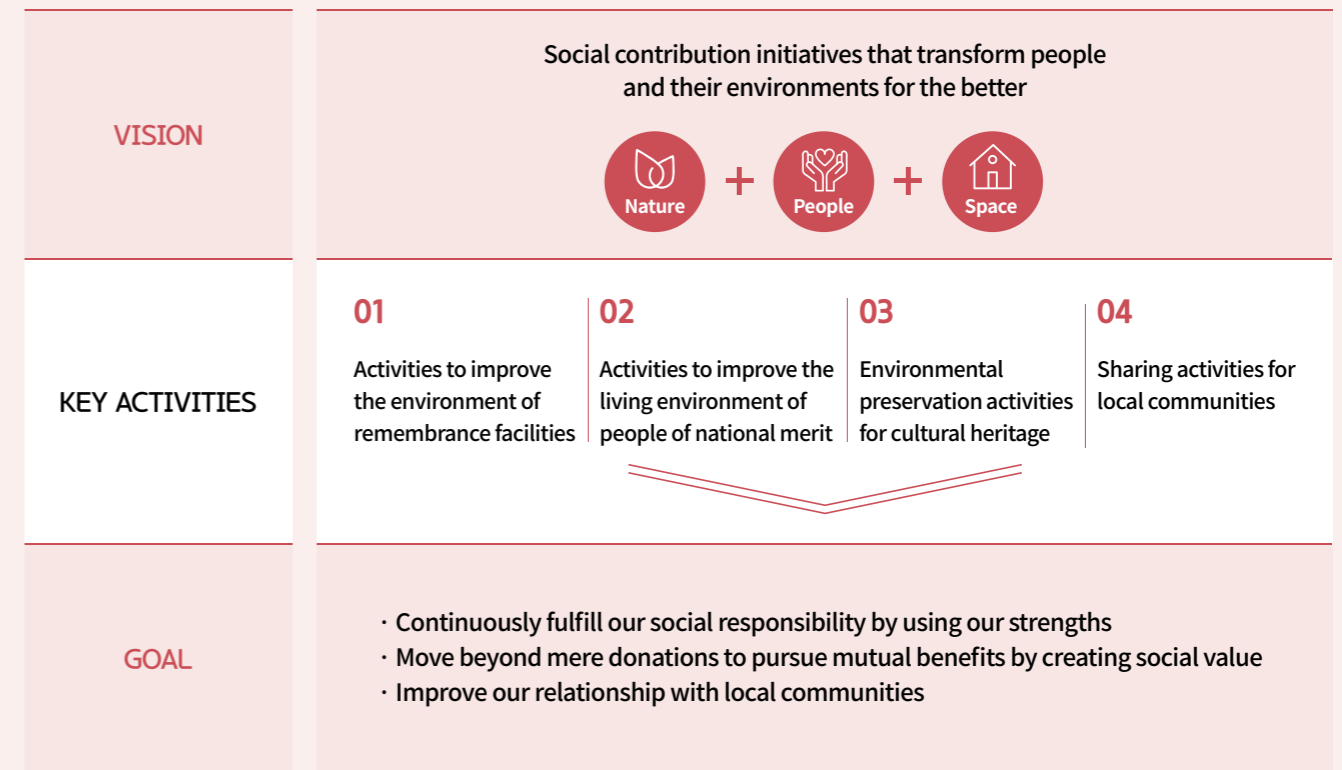 VISION
Social contribution initiatives that transform people
and their environments for the better
Nature
+
People
+
Space
KEY ACTIVITIES
01
Activities to improve
the environment of
remembrance facilities
02
Activities to improve the
living environment of
people of national merit
03
Environmental
preservation activities
for cultural heritage
04
Sharing activities for
local communities
GOAL
· Continuously fulfill our social responsibility by using our strengths
· Move beyond mere donations to pursue mutual benefits by creating social value
· Improve our relationship with local communities